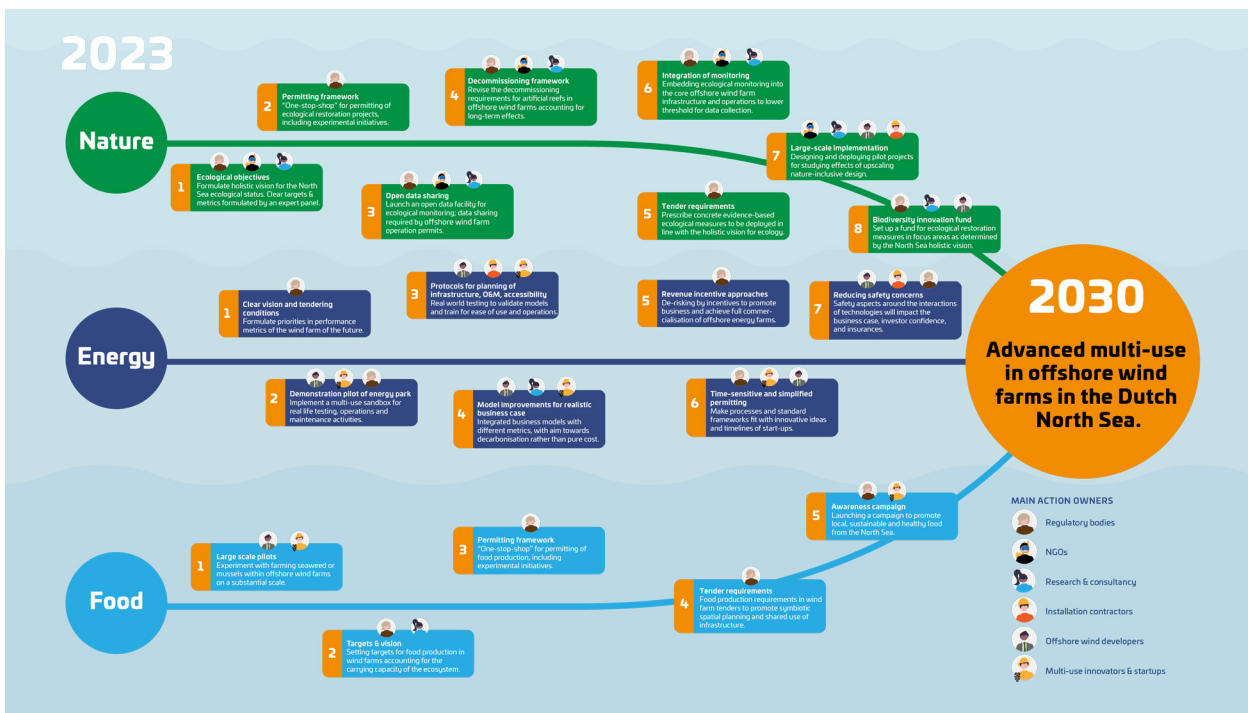 2023
Nature
2
Permitting framework
“One-stop-shop” for permitting of
ecological restoration projects,
including experimental initiatives.
4
Decommissioning framework
Revise the decommissioning
requirements for artificial reefs in
offshore wind farms accounting for
long-term effects.
6
Integration of monitoring
Embedding ecological monitoring into
the core offshore wind farm
infrastructure and operations to lower
threshold for data collection.
7
Large-scale implementation
Designing and deploying pilot projects
for studying effects of upscaling
nature-inclusive design.
1
Ecological objectives
Formulate holistic vision for the North
Sea ecological status. Clear targets &
metrics formulated by an expert panel.
3
Open data sharing
Launch an open data facility for
ecological monitoring; data sharing
required by offshore wind farm
operation permits.
5
Tender requirements
Prescribe concrete evidence-based
ecological measures to be deployed in
line with the holistic vision for ecology.
8
Biodiversity innovation fund
Set up a fund for ecological restoration
measures in focus areas as determined
by the North Sea holistic vision.
Energy
1
Clear vision and tendering
conditions
Formulate priorities in performance
metrics of the wind farm of the future.
3
Protocols for planning of
infrastructure, O&M, accessibility
Real world testing to validate models
and train for ease of use and operations.
5
Revenue incentive approaches
De-risking by incentives to promote
business and achieve full commer-
cialisation of offshore energy farms.
7
Reducing safety concerns
Safety aspects around the interactions
of technologies will impact the
business case, investor confidence,
and insurances.
2
Demonstration pilot of energy park
Implement a multi-use sandbox for
real life testing, operations and
maintenance activities.
4
Model improvements for realistic
business case
Integrated business models with
different metrics, with aim towards
decarbonisation rather than pure cost.
6
Time-sensitive and simplified
permitting
Make processes and standard
frameworks fit with innovative ideas
and timelines of start-ups.
2030
Advanced multi-use
in offshore wind
farms in the Dutch
North Sea.
Food
1
Large scale pilots
Experiment with farming seaweed or
mussels within offshore wind farms
on a substantial scale.
3
Permitting framework
“One-stop-shop” for permitting of
food production, including
experimental initiatives.
5
Awareness campaign
Launching a campaign to promote
local, sustainable and healthy food
from the North Sea.
2
Targets & vision
Setting targets for food production in
wind farms accounting for the
carrying capacity of the ecosystem.
4
Tender requirements
Food production requirements in wind
farm tenders to promote symbiotic
spatial planning and shared use of
infrastructure.
MAIN ACTION OWNERS
Regulatory bodies
NGOs
Research & consultancy
Installation contractors
Offshore wind developers
Multi-use innovators & startups